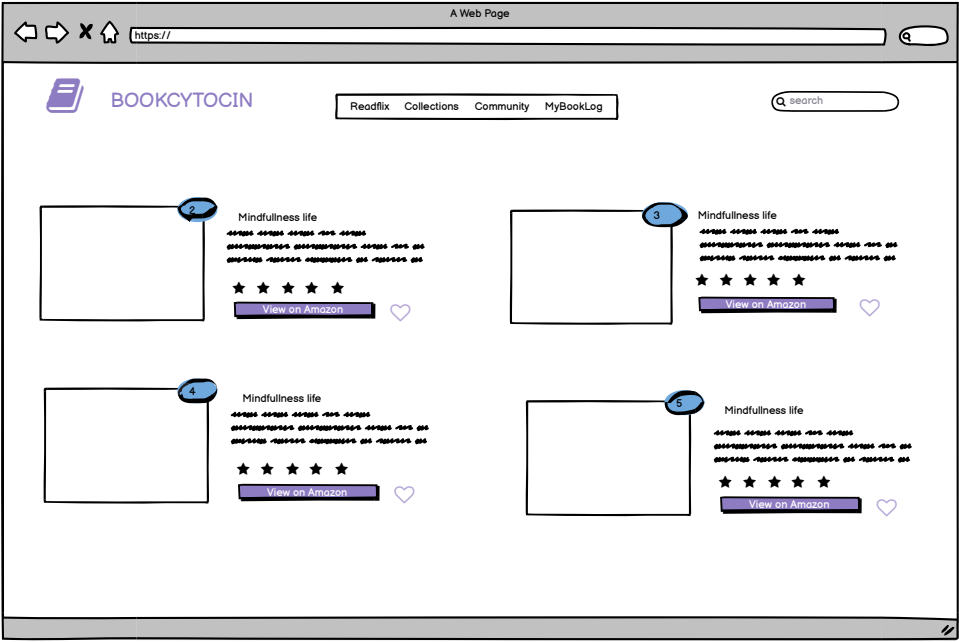 A Web Page
https://
BOOKCYTOCIN
Readflix Collections Community MyBookLog
search
2
Mindfullness life
View on Amazon
3
Mindfullness life
View on Amazon
4
Mindfullness life
View on Amazon
5
Mindfullness life
View on Amazon